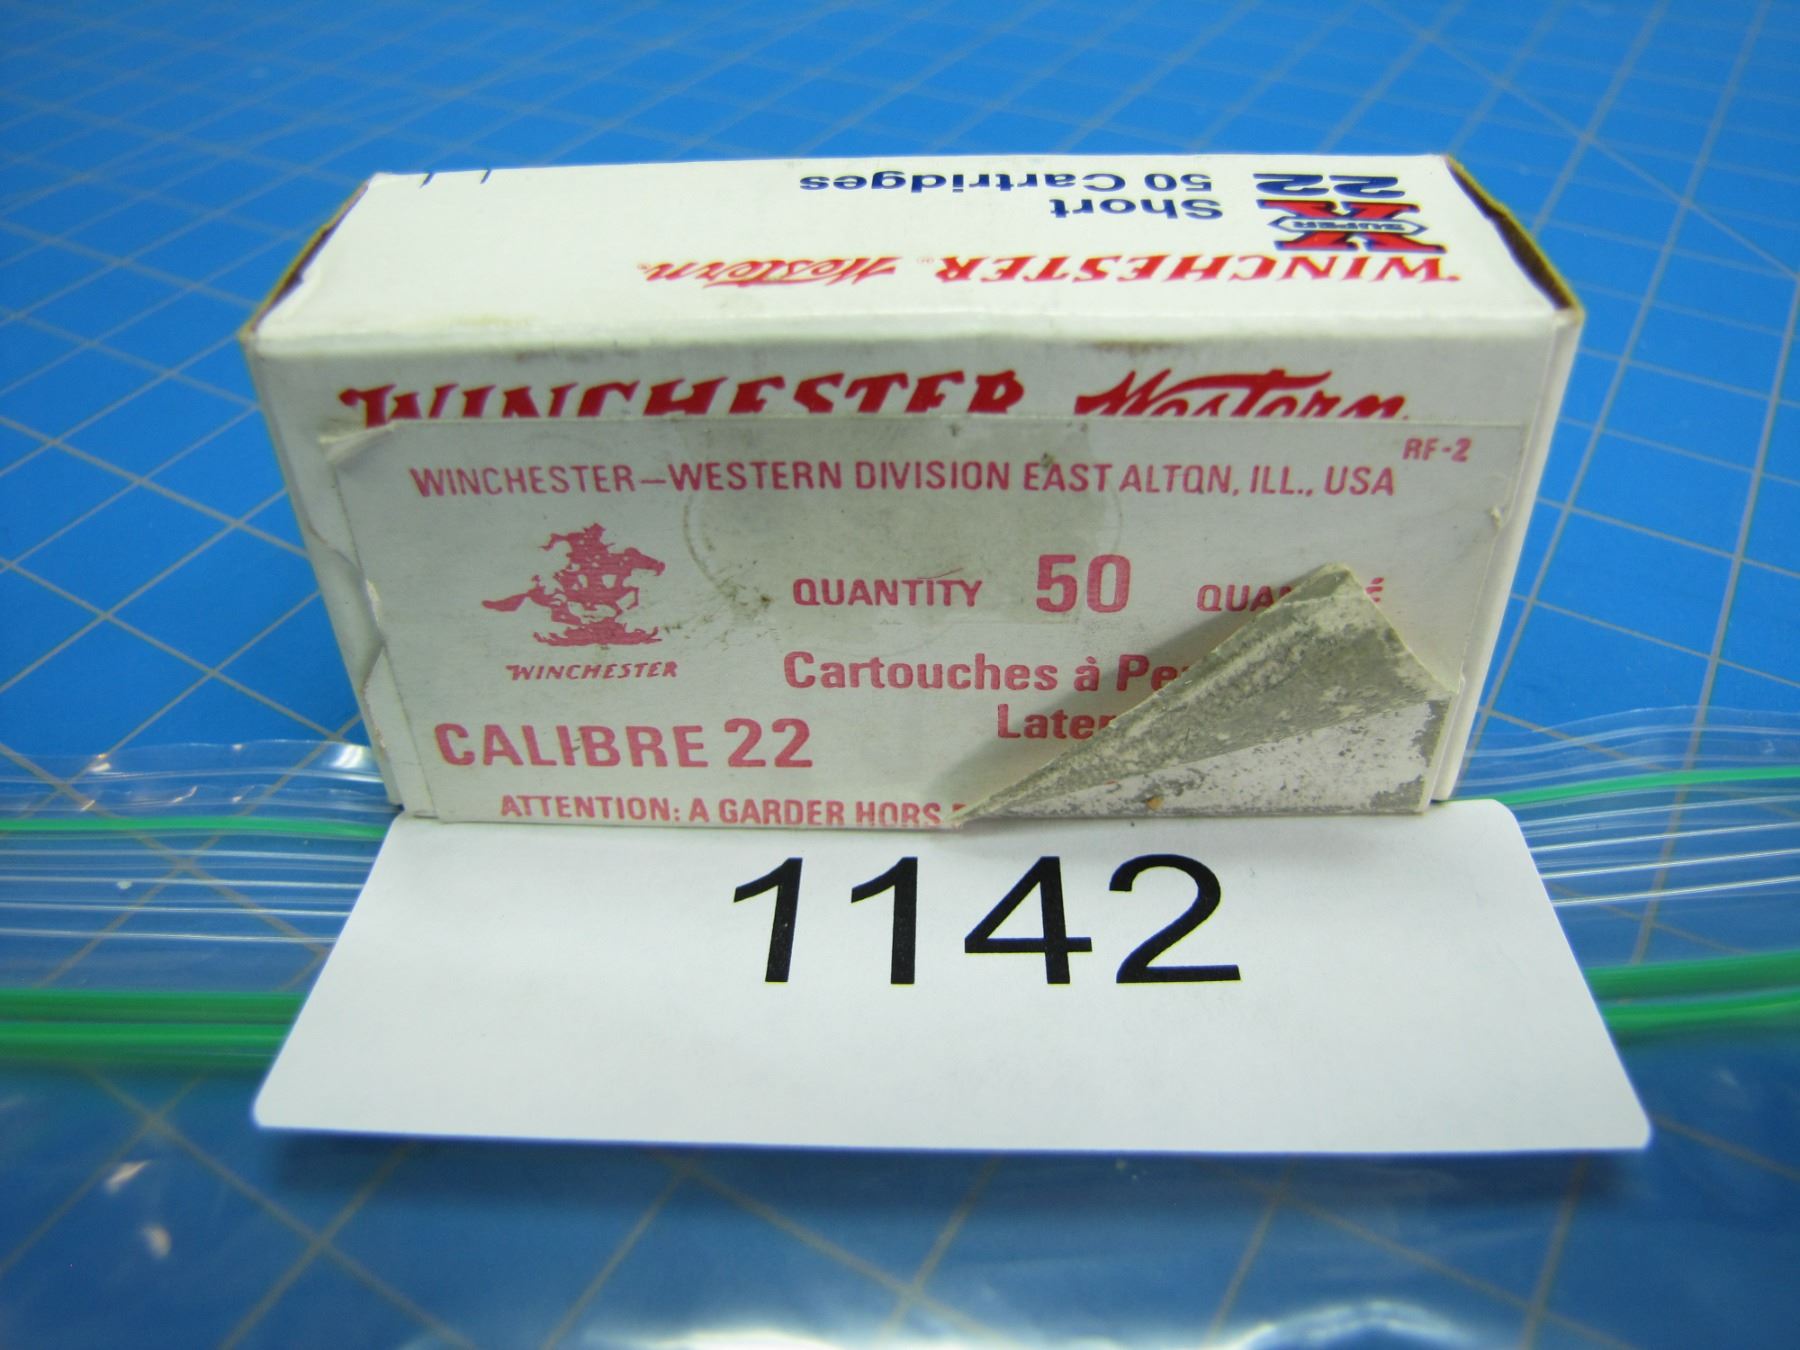 22
50 Cartridges
Short
SUPER X
WINCHESTER Western
WINCHESTER Western
RF-2
WINCHESTER–WESTERN DIVISION EAST ALTON, ILL., USA
QUANTITY 50
WINCHESTER
Cartouches à
CALIBRE 22
ATTENTION: A GARDER HORS
1142